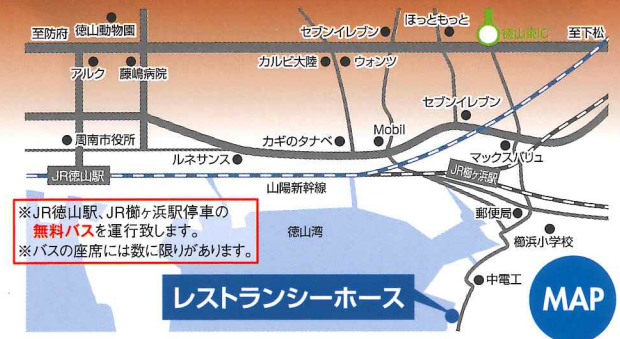 至防府
徳山動物園
セブンイレブン
ほっともっと
徳山東IC
至下松
アルク
藤嶋病院
カルビ大陸
ウォンツ
セブンイレブン
周南市役所
カギのタナベ
Mobil
ルネサンス
マックスバリュ
JR徳山駅
山陽新幹線
JR櫛ヶ浜駅
※JR徳山駅、JR櫛ヶ浜駅停車の
無料バスを運行致します。
※バスの座席には数に限りがあります。
徳山湾
郵便局
櫛浜小学校
中電工
レストランシーホース
MAP